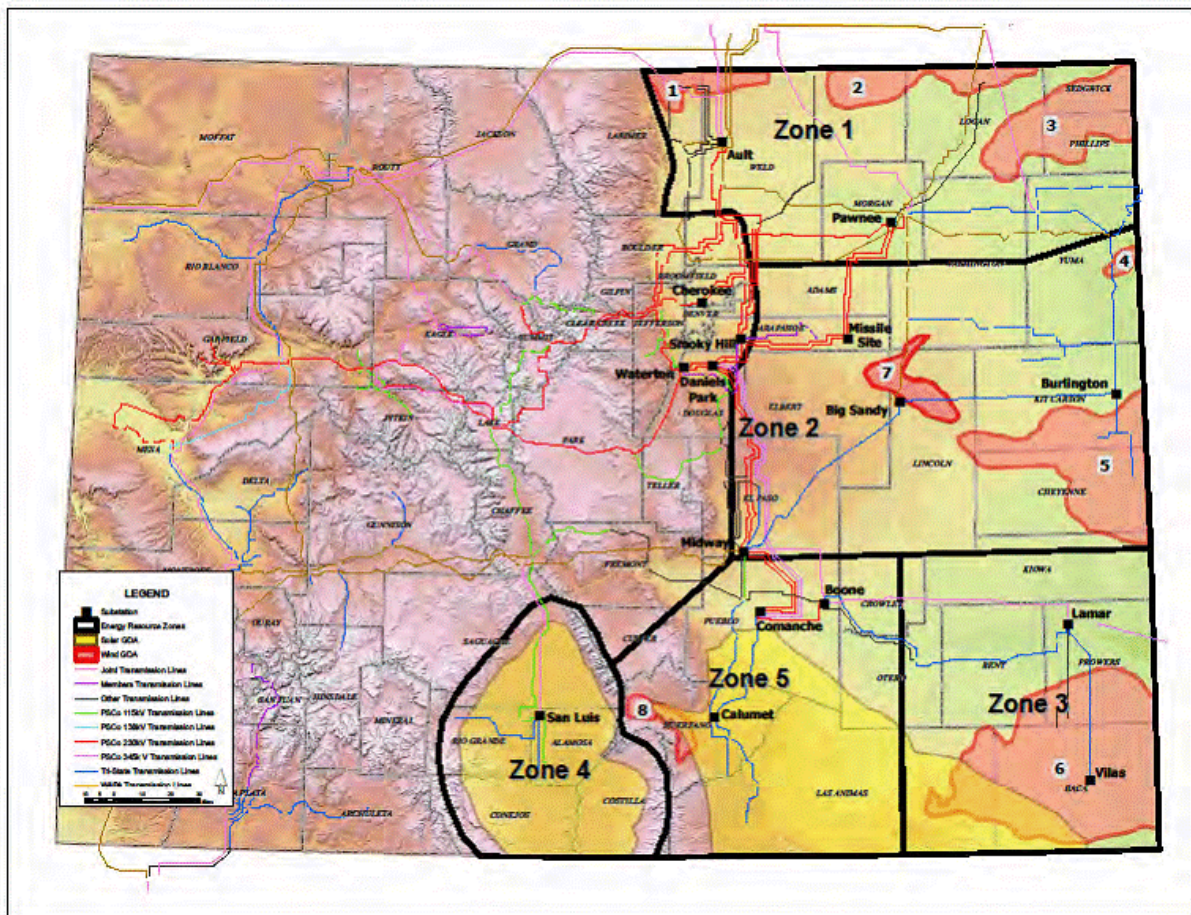 1
2
SEDGWICK
LOGAN
3
PHILLIPS
MOFFAT
JACKSON
LARIMER
Zone 1
Ault
WELD
ROUTT
MORGAN
Pawnee
RIO BLANCO
GRAND
BOULDER
BROOMFIELD
WASHINGTON
YUMA
4
GILPIN
Cherokee
DENVER
ADAMS
EAGLE
SUMMIT
CLEAR CREEK
JEFFERSON
ARAPAHOE
Smoky Hill
Missile
Site
GARFIELD
Waterton
Daniels
Park
7
Burlington
KIT CARSON
PITKIN
LAKE
PARK
DOUGLAS
ELBERT
Big Sandy
Zone 2
MESA
LINCOLN
5
DELTA
TELLER
CHEYENNE
CHAFFEE
EL PASO
GUNNISON
Midway
FREMONT
KIOWA
MONTROSE
LEGEND
Substation
Energy Resource Zones
Solar GDA
Wind GDA
Joint Transmission Lines
Members Transmission Lines
Other Transmission Lines
PSCo 115kV Transmission Lines
PSCo 138kV Transmission Lines
PSCo 230kV Transmission Lines
PSCo 345kV Transmission Lines
Tri-State Transmission Lines
WAPA Transmission Lines
N
OURAY
SAGUACHE
CUSTER
PUEBLO
Boone
CROWLEY
Comanche
Lamar
BENT
PROWERS
OTERO
SAN JUAN
HINSDALE
MINERAL
Zone 5
Zone 3
8
HUERFANO
Calumet
San Luis
RIO GRANDE
ALAMOSA
Zone 4
6
Vilas
BACA
LAS ANIMAS
COSTILLA
CONEJOS
LA PLATA
ARCHULETA